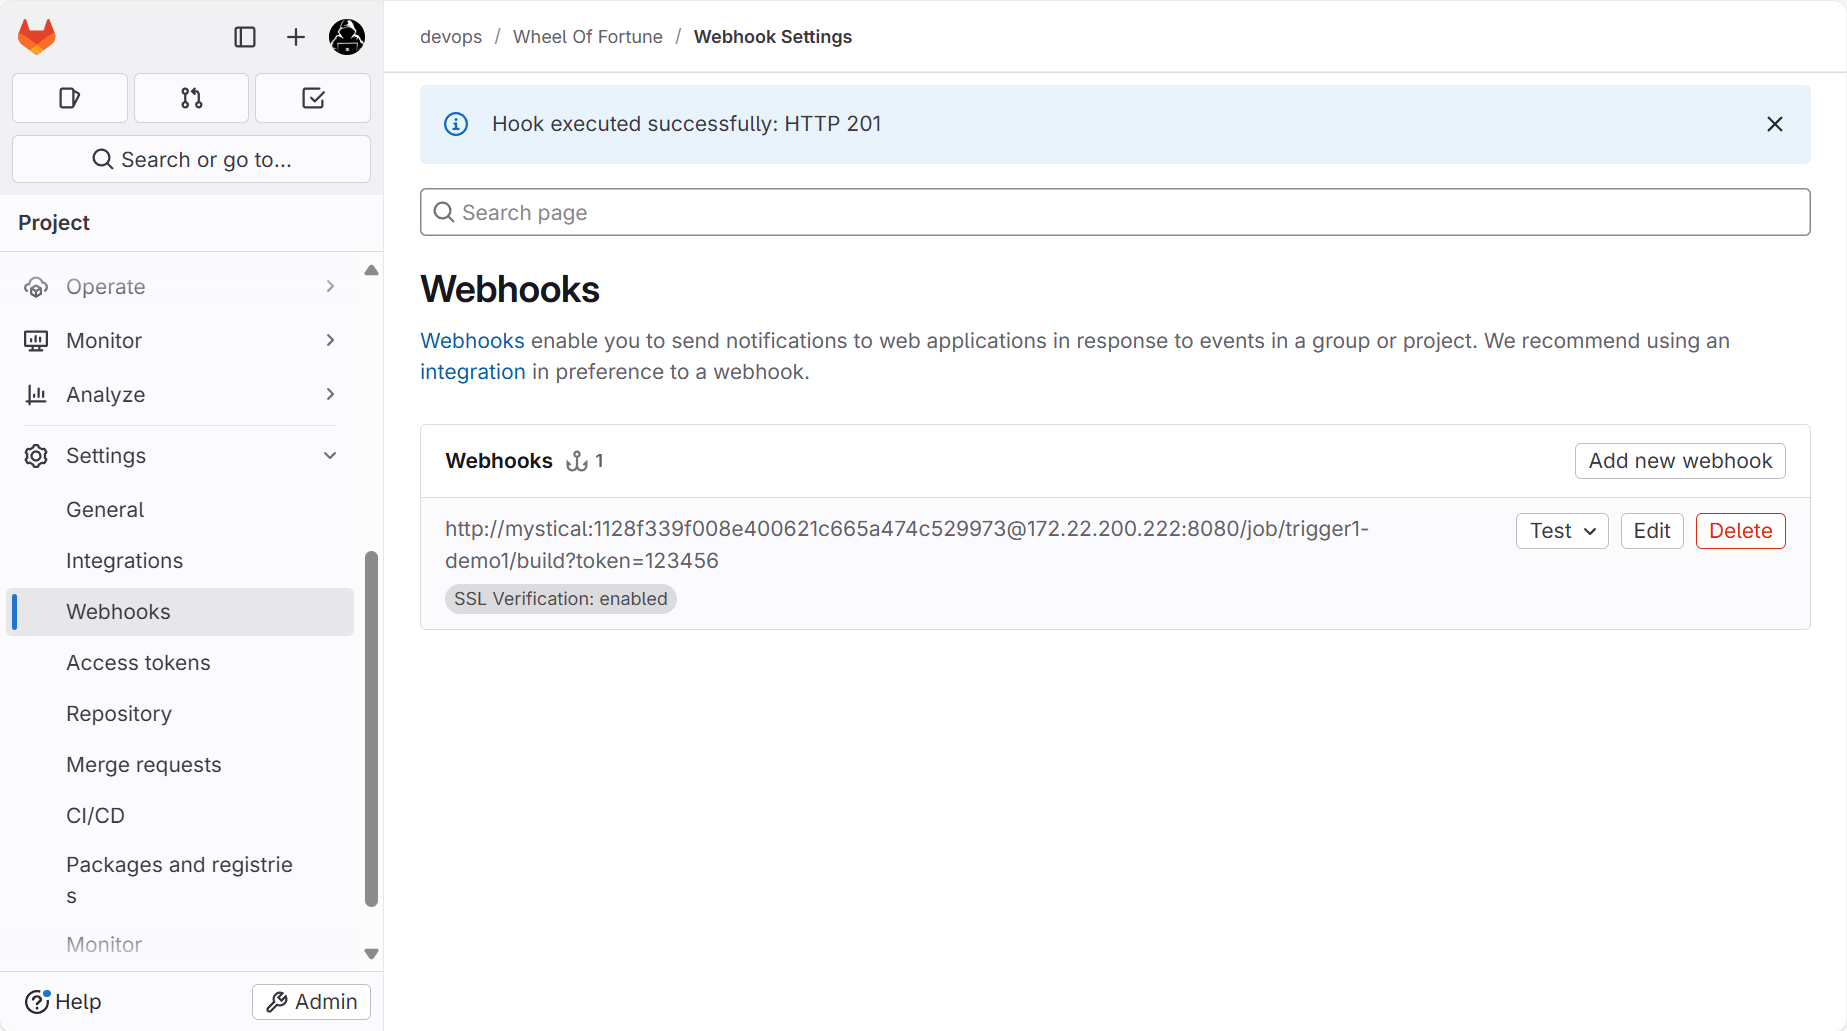 devops / Wheel Of Fortune / Webhook Settings
Search or go to...
Project
Operate
Monitor
Analyze
Settings
General
Integrations
Webhooks
Access tokens
Repository
Merge requests
CI/CD
Packages and registrie
s
Monitor
Help
Admin
Hook executed successfully: HTTP 201
Search page
Webhooks
Webhooks enable you to send notifications to web applications in response to events in a group or project. We recommend using an
integration in preference to a webhook.
Webhooks 1
Add new webhook
http://mystical:1128f339f008e400621c665a474c529973@172.22.200.222:8080/job/trigger1-
demo1/build?token=123456
Test
Edit
Delete
SSL Verification: enabled